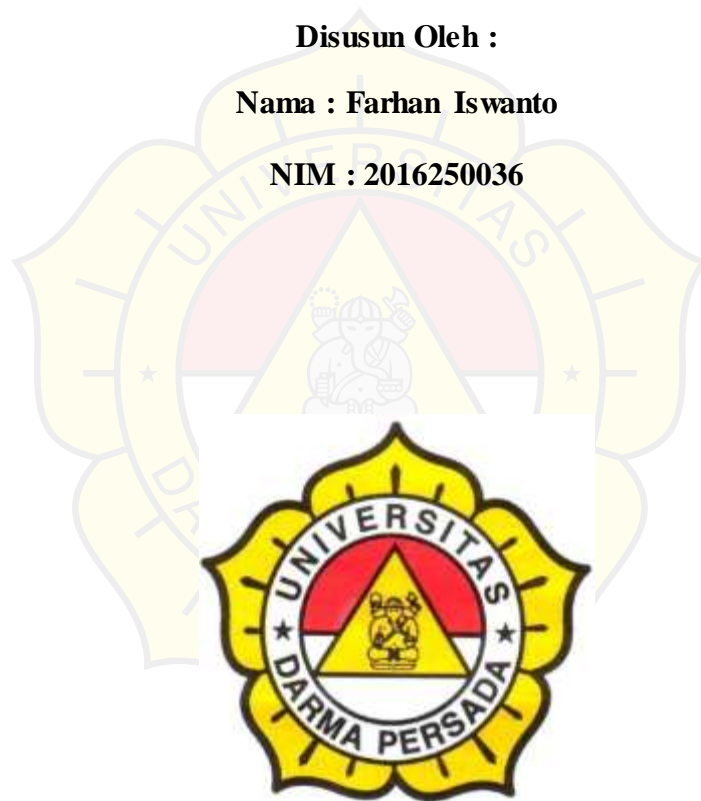 Disusun Oleh :
Nama : Farhan Iswanto
NIM : 2016250036
UNIVERSITAS
DARMA PERSADA